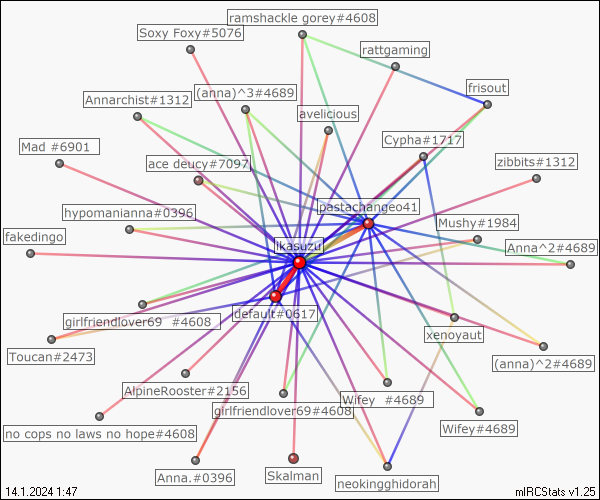 ramshackle gorey#4608
Soxy Foxy#5076
rattgaming
frisout
(anna)^3#4689
Annarchist#1312
avelicious
Cypha#1717
Mad #6901
ace deucy#7097
zibbits#1312
pastachangeo41
hypomanianna#0396
Mushy#1984
fakedingo
ikasuzu
Anna^2#4689
default#0617
girlfriendlover69 #4608
xenoyaut
Toucan#2473
(anna)^2#4689
AlpineRooster#2156
Wifey #4689
girlfriendlover69#4608
no cops no laws no hope#4608
Wifey#4689
Anna.#0396
Skalman
neokingghidorah
14.1.2024 1:47
mIRCStats v1.25